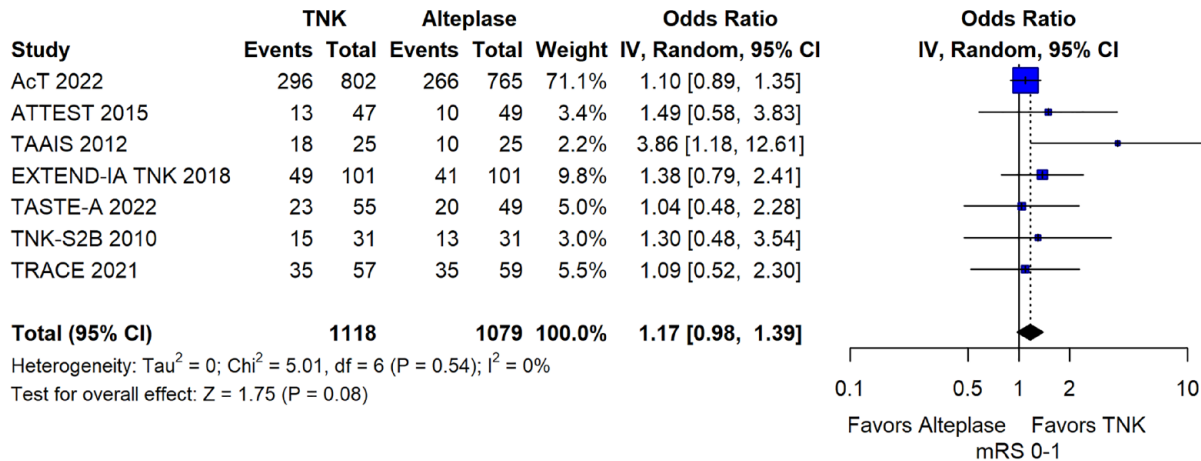 TNK Alteplase Odds Ratio Odds Ratio
Study Events Total Events Total Weight IV, Random, 95% CI IV, Random, 95% CI
AcT 2022 296 802 266 765 71.1% 1.10 [0.89, 1.35]
ATTEST 2015 13 47 10 49 3.4% 1.49 [0.58, 3.83]
TAAIS 2012 18 25 10 25 2.2% 3.86 [1.18, 12.61]
EXTEND-IA TNK 2018 49 101 41 101 9.8% 1.38 [0.79, 2.41]
TASTE-A 2022 23 55 20 49 5.0% 1.04 [0.48, 2.28]
TNK-S2B 2010 15 31 13 31 3.0% 1.30 [0.48, 3.54]
TRACE 2021 35 57 35 59 5.5% 1.09 [0.52, 2.30]
Total (95% CI) 1118 1079 100.0% 1.17 [0.98, 1.39]
Heterogeneity: Tau² = 0; Chi² = 5.01, df = 6 (P = 0.54); I² = 0%
Test for overall effect: Z = 1.75 (P = 0.08)
0.1 0.5 1 2 10
Favors Alteplase Favors TNK
mRS 0-1